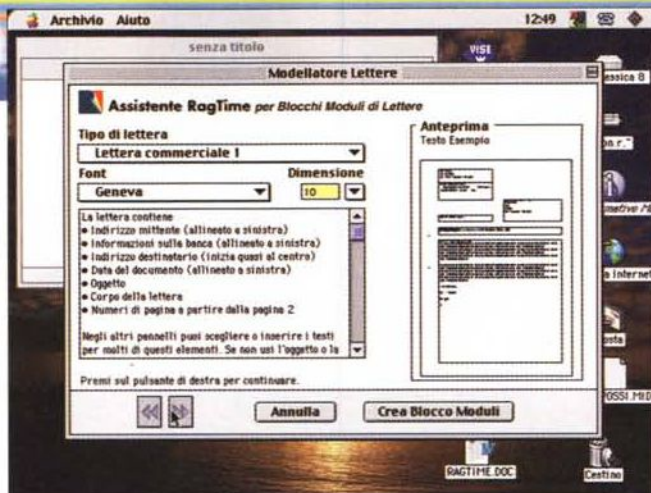 Archivio Aiuto 12:49
senza titolo
VISE
Modellatore Lettere
Assistente RagTime per Blocchi Moduli di Lettere
Tipo di lettera
Lettera commerciale 1
Font
Dimensione
Geneva
10
La lettera contiene
• Indirizzo mittente (allineato a sinistra)
• Informazioni sulla banca (allineato a sinistra)
• Indirizzo destinatario (inizia quasi al centro)
• Data del documento (allineato a sinistra)
• Oggetto
• Corpo della lettera
• Numeri di pagina a partire dalla pagina 2
Negli altri pannelli puoi scegliere o inserire i testi
per molti di questi elementi. Se non usi l'oggetto o la
Premi sul pulsante di destra per continuare.
Anteprima
Testo Esempio
Annulla
Crea Blocco Moduli
RAGTIME.DOC
Cestino